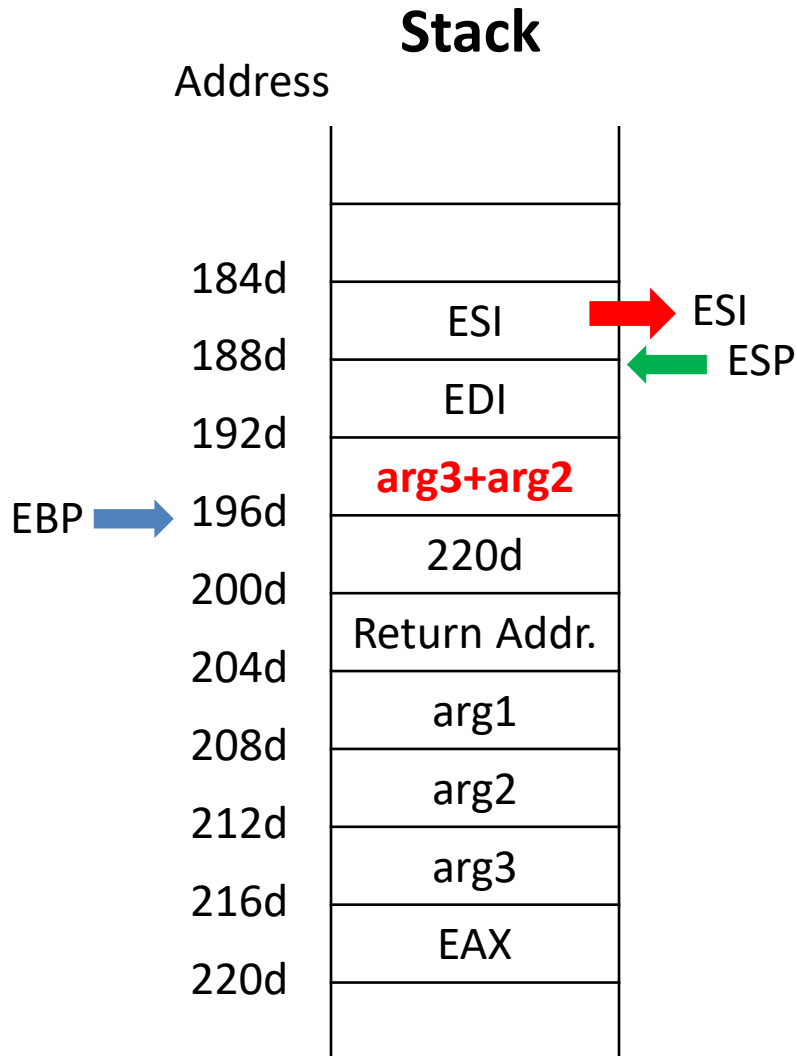 Stack
Address
184d
ESI
ESI
188d
ESP
EDI
192d
arg3+arg2
EBP
196d
220d
200d
Return Addr.
204d
arg1
208d
arg2
212d
arg3
216d
EAX
220d